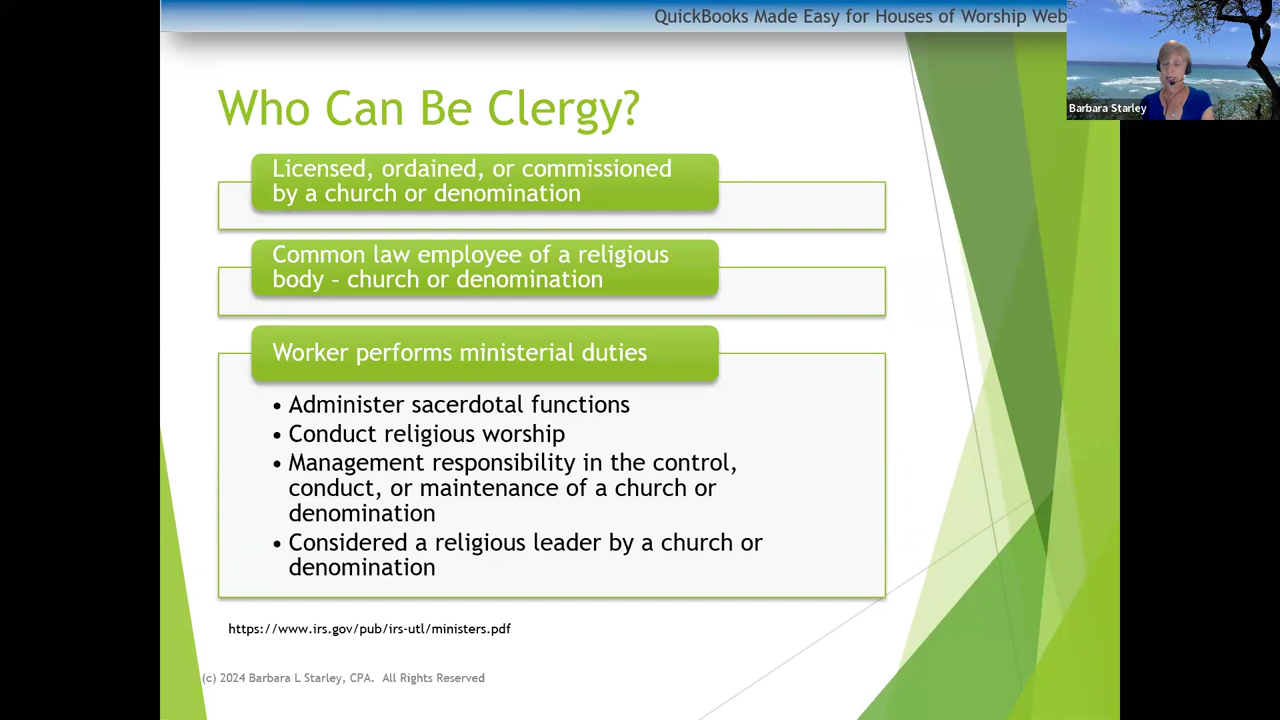 QuickBooks Made Easy for Houses of Worship Web
Barbara Starley
Who Can Be Clergy?
Licensed, ordained, or commissioned
by a church or denomination
Common law employee of a religious
body – church or denomination
Worker performs ministerial duties
• Administer sacerdotal functions
• Conduct religious worship
• Management responsibility in the control,
conduct, or maintenance of a church or
denomination
• Considered a religious leader by a church or
denomination
https://www.irs.gov/pub/irs-utl/ministers.pdf
(c) 2024 Barbara L Starley, CPA. All Rights Reserved